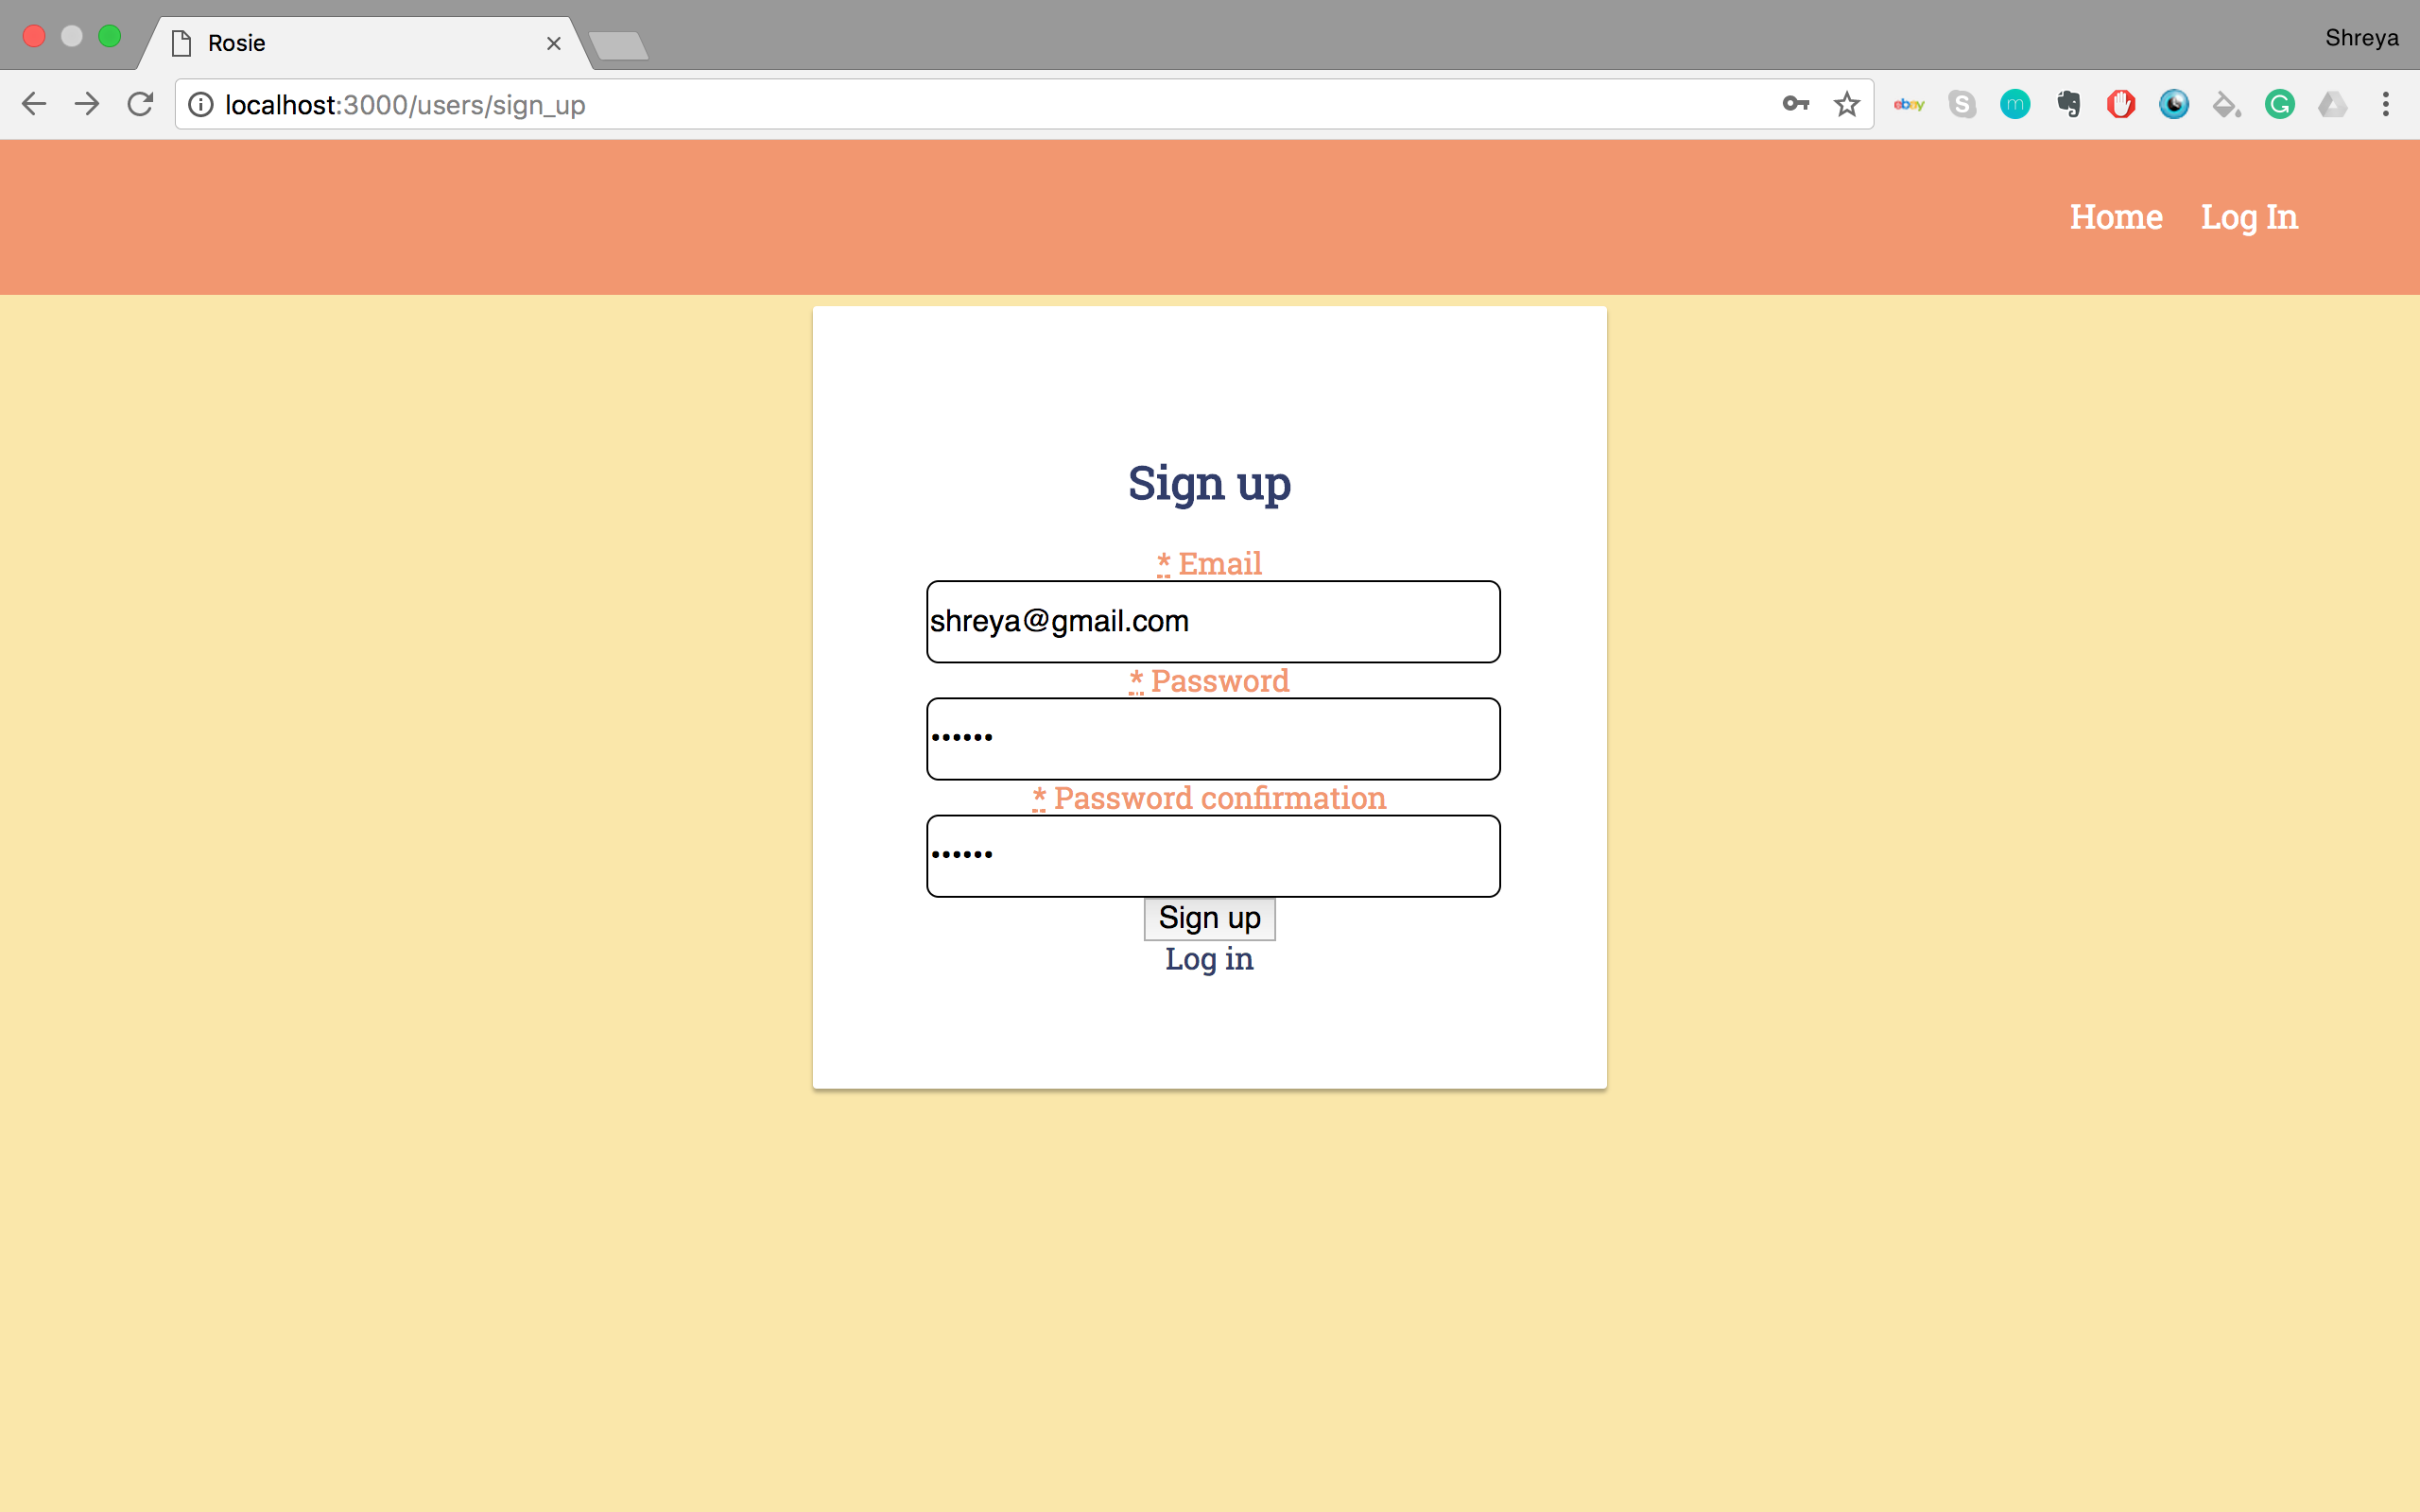 Rosie
Shreya
localhost:3000/users/sign_up
ebay
S
m
G
Home
Log In
Sign up
* Email
shreya@gmail.com
* Password
••••••
* Password confirmation
••••••
Sign up
Log in